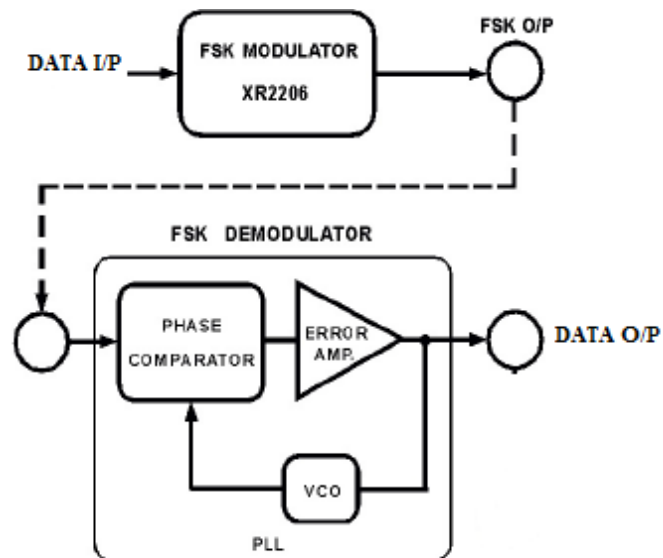 FSK O/P
DATA I/P
FSK MODULATOR
XR2206
FSK DEMODULATOR
PHASE
COMPARATOR
ERROR
AMP.
DATA O/P
VCO
PLL